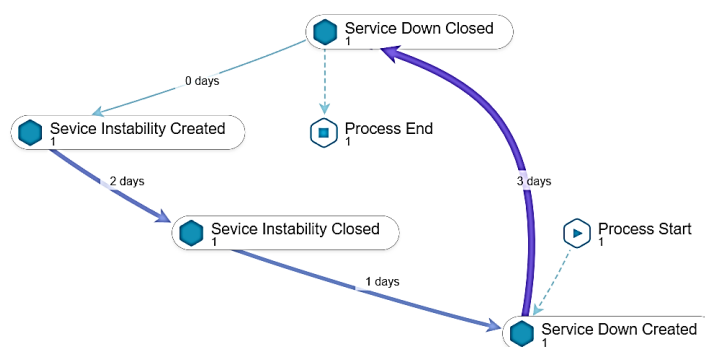 Service Down Closed
1
0 days
Sevice Instability Created
1
Process End
1
2 days
3 days
Sevice Instability Closed
1
Process Start
1
1 days
Service Down Created
1